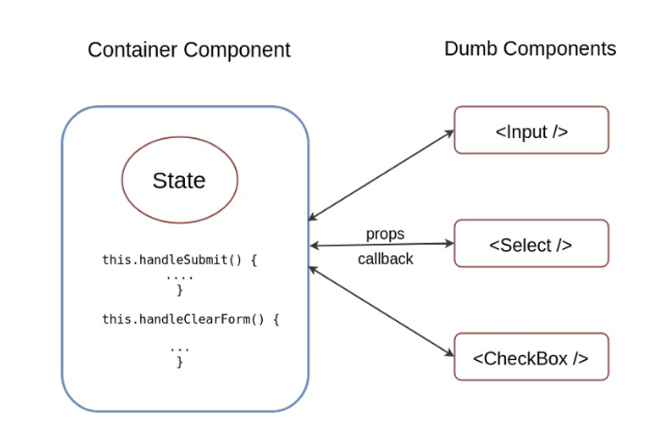 Container Component
Dumb Components
State
this.handleSubmit() {
....
}
this.handleClearForm() {
...
}
<Input />
props
callback
<Select />
<CheckBox />